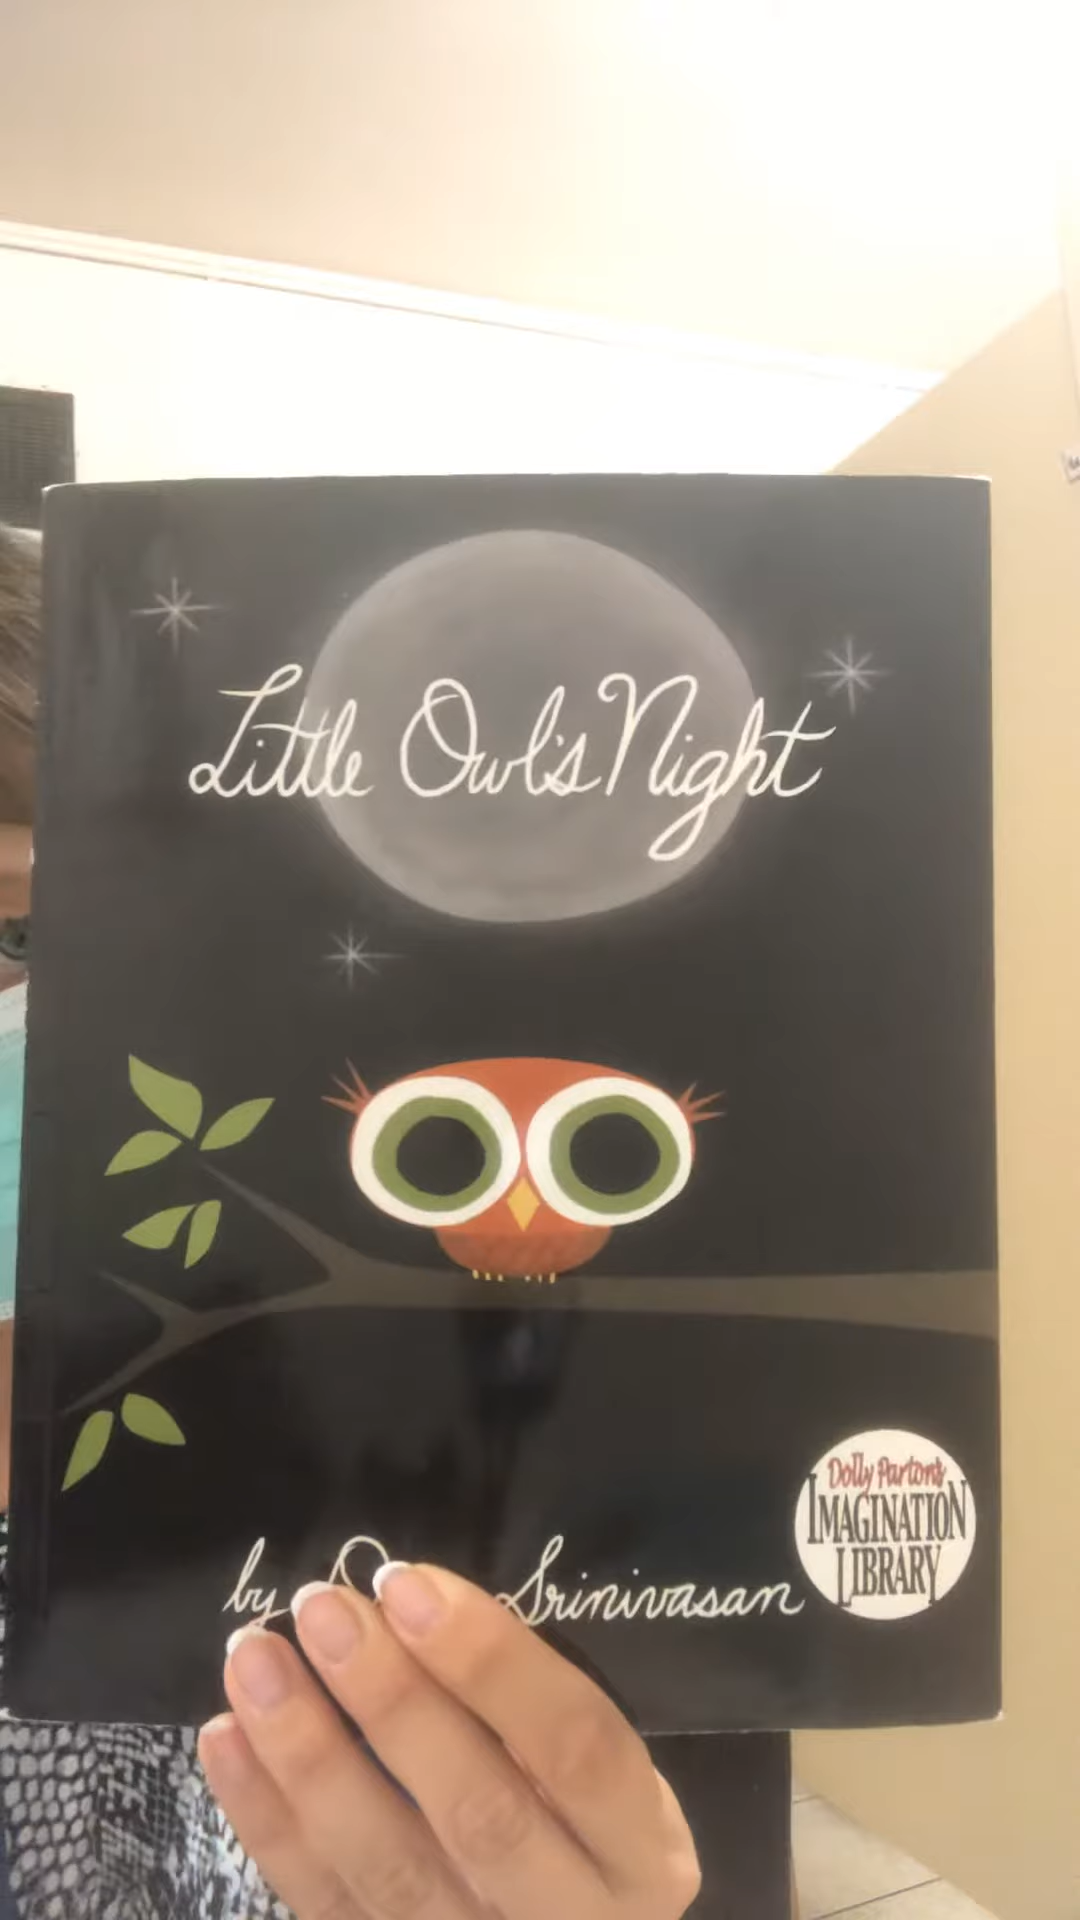 Little Owl's Night
by Srinivasan
Dolly Parton's
IMAGINATION
LIBRARY